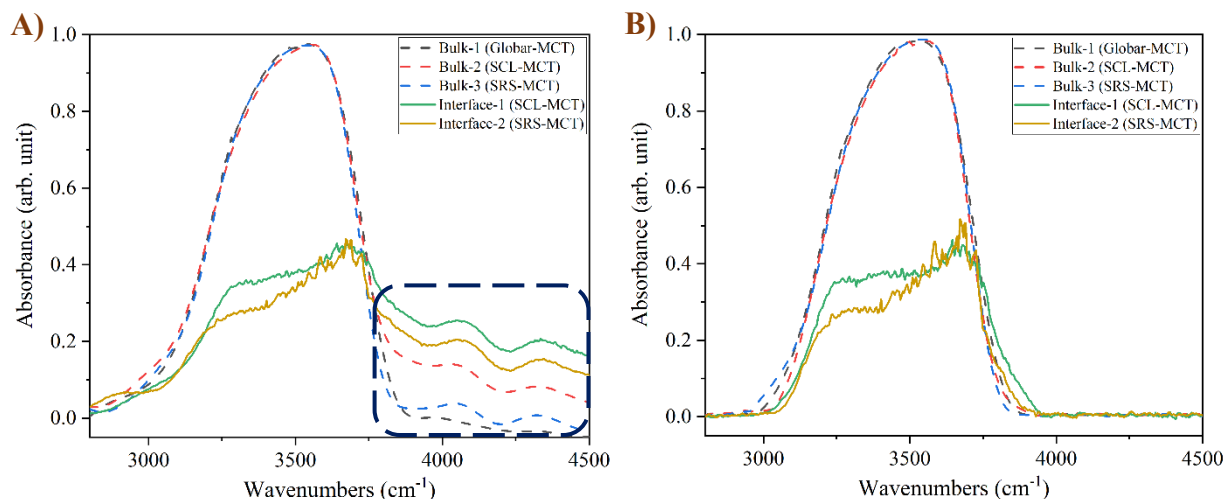 A)
B)
Absorbance (arb. unit)
1.0
0.8
0.6
0.4
0.2
0.0
3000
3500
4000
4500
Wavenumbers (cm-1)
Bulk-1 (Globar-MCT)
Bulk-2 (SCL-MCT)
Bulk-3 (SRS-MCT)
Interface-1 (SCL-MCT)
Interface-2 (SRS-MCT)
Absorbance (arb. unit)
1.0
0.8
0.6
0.4
0.2
0.0
3000
3500
4000
4500
Wavenumbers (cm-1)
Bulk-1 (Globar-MCT)
Bulk-2 (SCL-MCT)
Bulk-3 (SRS-MCT)
Interface-1 (SCL-MCT)
Interface-2 (SRS-MCT)